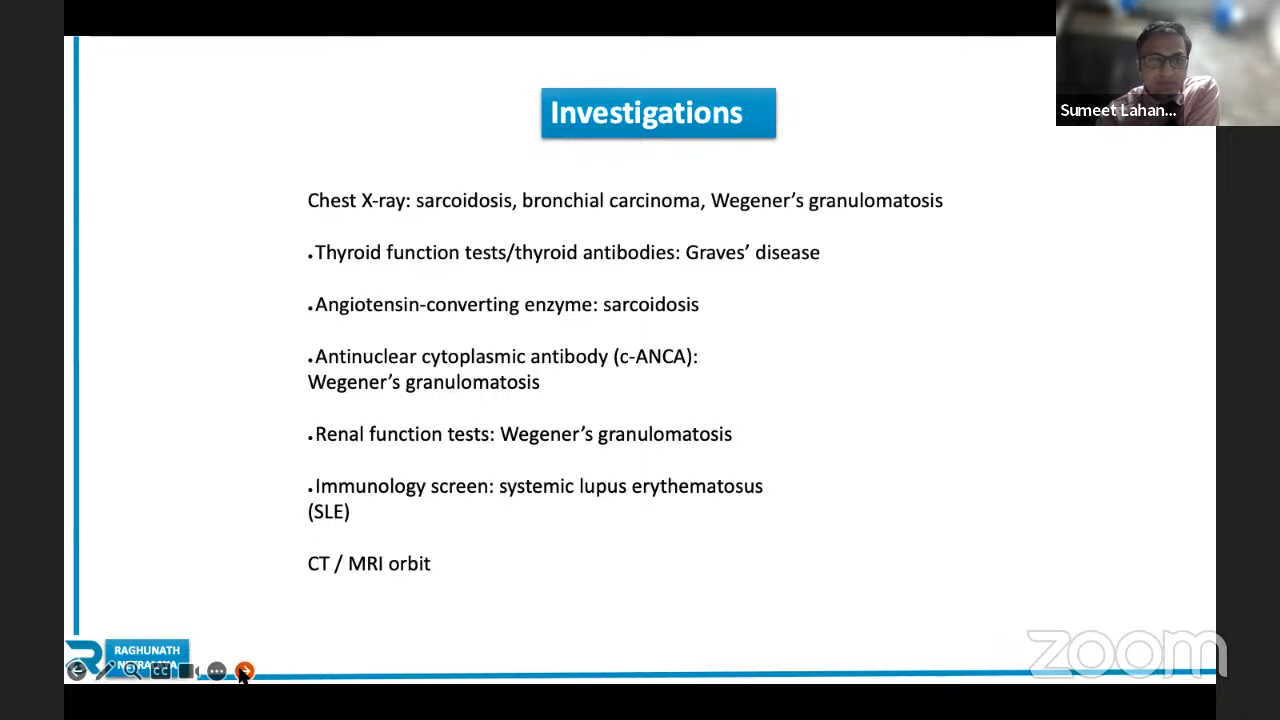 Investigations
Sumeet Lahan...
Chest X-ray: sarcoidosis, bronchial carcinoma, Wegener’s granulomatosis
•Thyroid function tests/thyroid antibodies: Graves’ disease
•Angiotensin-converting enzyme: sarcoidosis
•Antinuclear cytoplasmic antibody (c-ANCA):
Wegener’s granulomatosis
•Renal function tests: Wegener’s granulomatosis
•Immunology screen: systemic lupus erythematosus
(SLE)
CT / MRI orbit
RAGHUNATH
NETRALAYA
CC
zoom